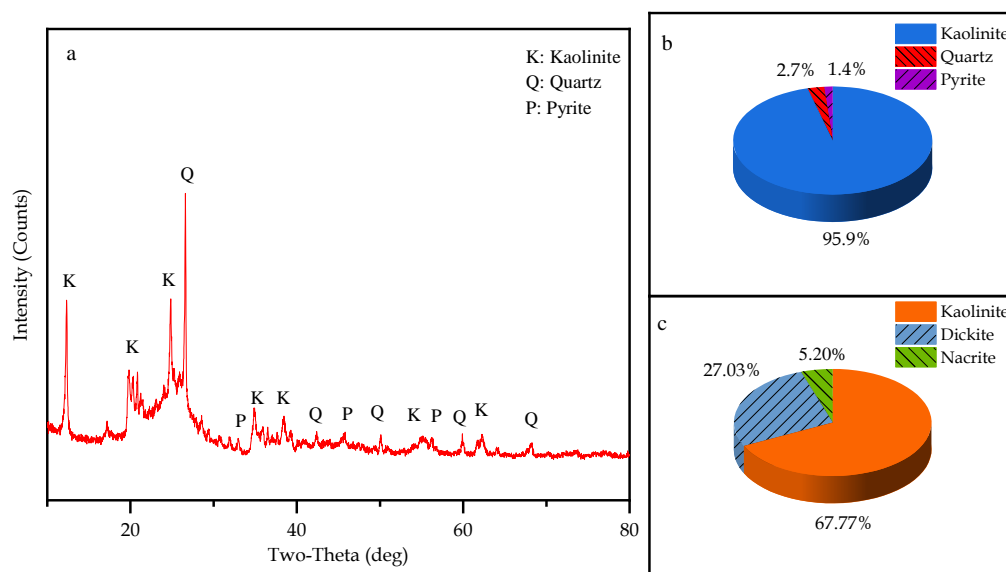 a
K: Kaolinite
Q: Quartz
P: Pyrite
Q
K
K
K
P
K
K
Q
P
Q
K
P
Q
K
Q
Intensity (Counts)
20
40
60
80
Two-Theta (deg)
b
Kaolinite
Quartz
Pyrite
2.7%
1.4%
95.9%
c
Kaolinite
Dickite
Nacrite
5.20%
27.03%
67.77%